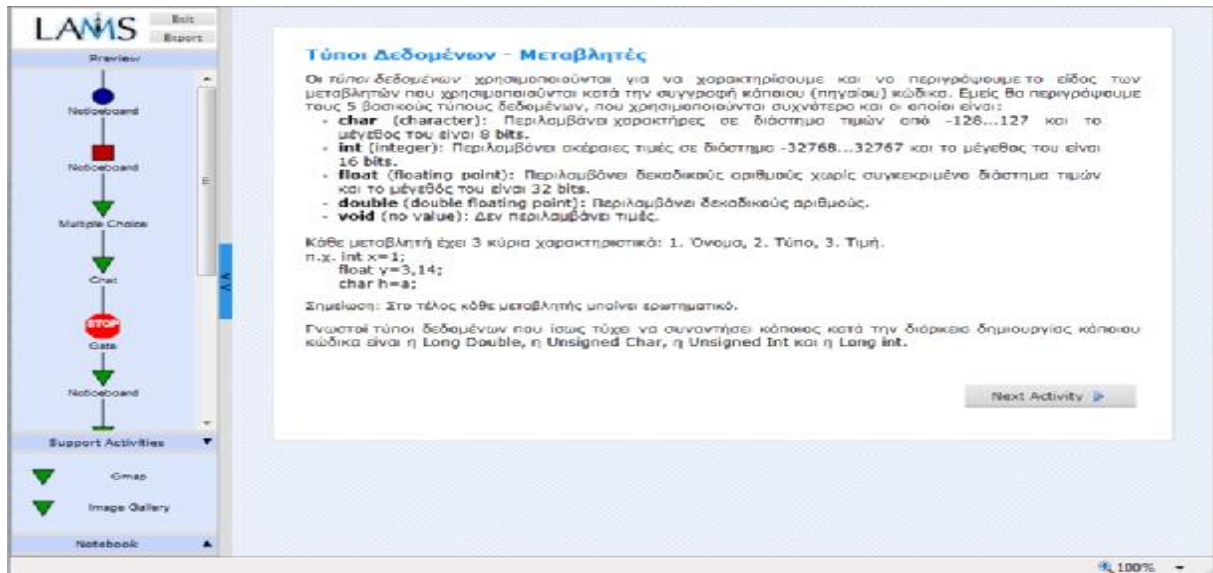 LAMS
Exit
Export
Preview
Noticeboard
Noticeboard
Multiple Choice
Chat
STOP
Gate
Noticeboard
Support Activities
Gmap
Image Gallery
Notebook
Τύποι Δεδομένων - Μεταβλητές
Οι τύποι δεδομένων χρησιμοποιούνται για να χαρακτηρίσουμε και να περιγράψουμε το είδος των
μεταβλητών που χρησιμοποιούνται κατά την συγγραφή κάποιου (πηγαίου) κώδικα. Εμείς θα περιγράψουμε
τους 5 βασικούς τύπους δεδομένων, που χρησιμοποιούνται συχνότερα και οι οποίοι είναι:
- char (character): Περιλαμβάνει χαρακτήρες σε διάστημα τιμών από -128...127 και το
μέγεθος του είναι 8 bits.
- int (integer): Περιλαμβάνει ακέραιες τιμές σε διάστημα -32768...32767 και το μέγεθος του είναι
16 bits.
- float (floating point): Περιλαμβάνει δεκαδικούς αριθμούς χωρίς συγκεκριμένο διάστημα τιμών
και το μέγεθός του είναι 32 bits.
- double (double floating point): Περιλαμβάνει δεκαδικούς αριθμούς.
- void (no value): Δεν περιλαμβάνει τιμές.
Κάθε μεταβλητή έχει 3 κύρια χαρακτηριστικά: 1. Όνομα, 2. Τύπο, 3. Τιμή.
π.χ. int x=1;
float y=3,14;
char h=a;
Σημείωση: Στο τέλος κάθε μεταβλητής μπαίνει ερωτηματικό.
Γνωστοί τύποι δεδομένων που ίσως τύχει να συναντήσει κάποιος κατά την διάρκεια δημιουργίας κάποιου
κώδικα είναι η Long Double, η Unsigned Char, η Unsigned Int και η Long int.
Next Activity
100%